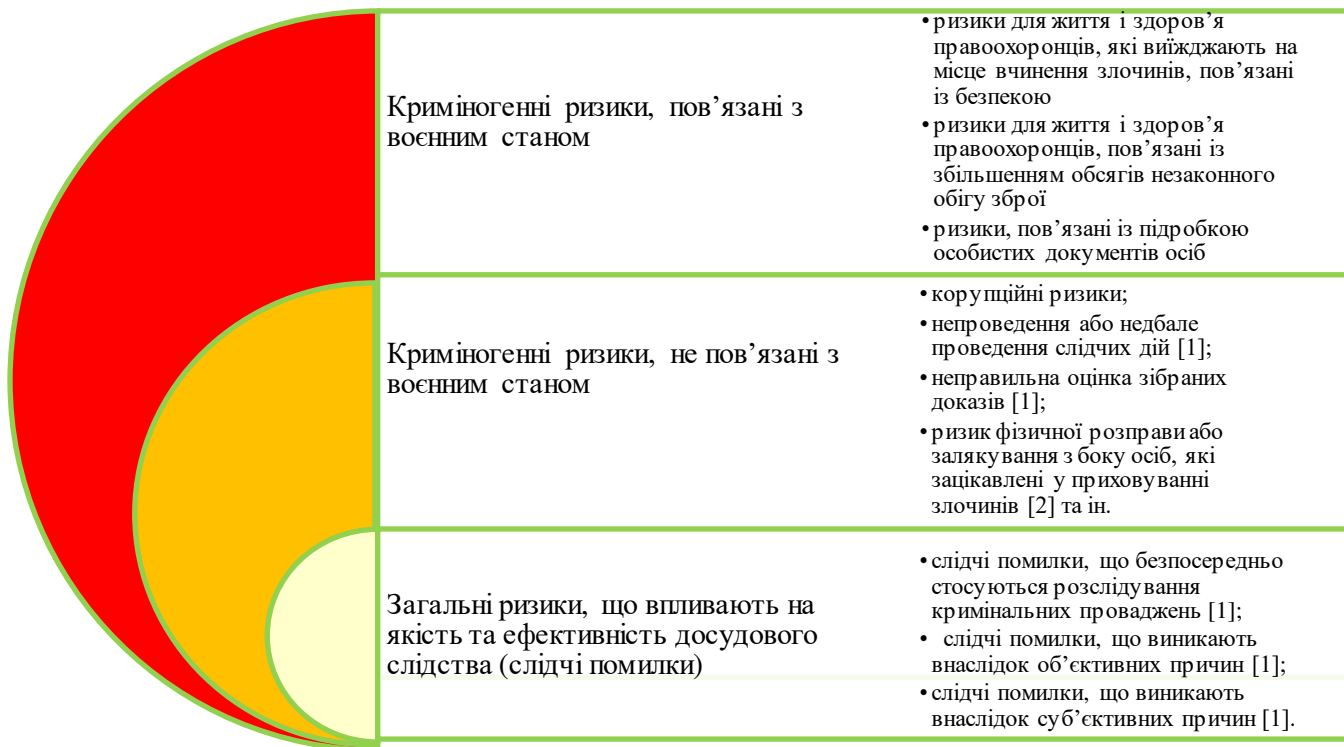 Криміногенні ризики, пов’язані з
воєнним станом
•ризики для життя і здоров’я
правоохоронців, які виїжджають на
місце вчинення злочинів, пов’язані
із безпекою
•ризики для життя і здоров’я
правоохоронців, пов’язані із
збільшенням обсягів незаконного
обігу зброї
•ризики, пов’язані із підробкою
особистих документів осіб
Криміногенні ризики, не пов’язані з
воєнним станом
•корупційні ризики;
•непроведення або недбале
проведення слідчих дій [1];
•неправильна оцінка зібраних
доказів [1];
•ризик фізичної розправи або
залякування з боку осіб, які
зацікавлені у приховуванні
злочинів [2] та ін.
Загальні ризики, що впливають на
якість та ефективність досудового
слідства (слідчі помилки)
•слідчі помилки, що безпосередньо
стосуються розслідування
кримінальних проваджень [1];
• слідчі помилки, що виникають
внаслідок об’єктивних причин [1];
•слідчі помилки, що виникають
внаслідок суб’єктивних причин [1].